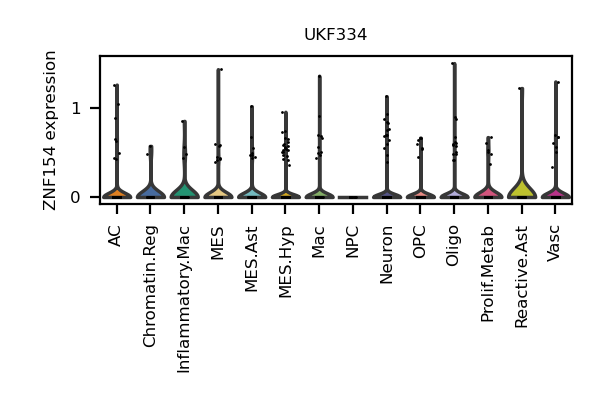 UKF334
ZNF154 expression
1
0
AC
Chromatin.Reg
Inflammatory.Mac
MES
MES.Ast
MES.Hyp
Mac
NPC
Neuron
OPC
Oligo
Prolif.Metab
Reactive.Ast
Vasc